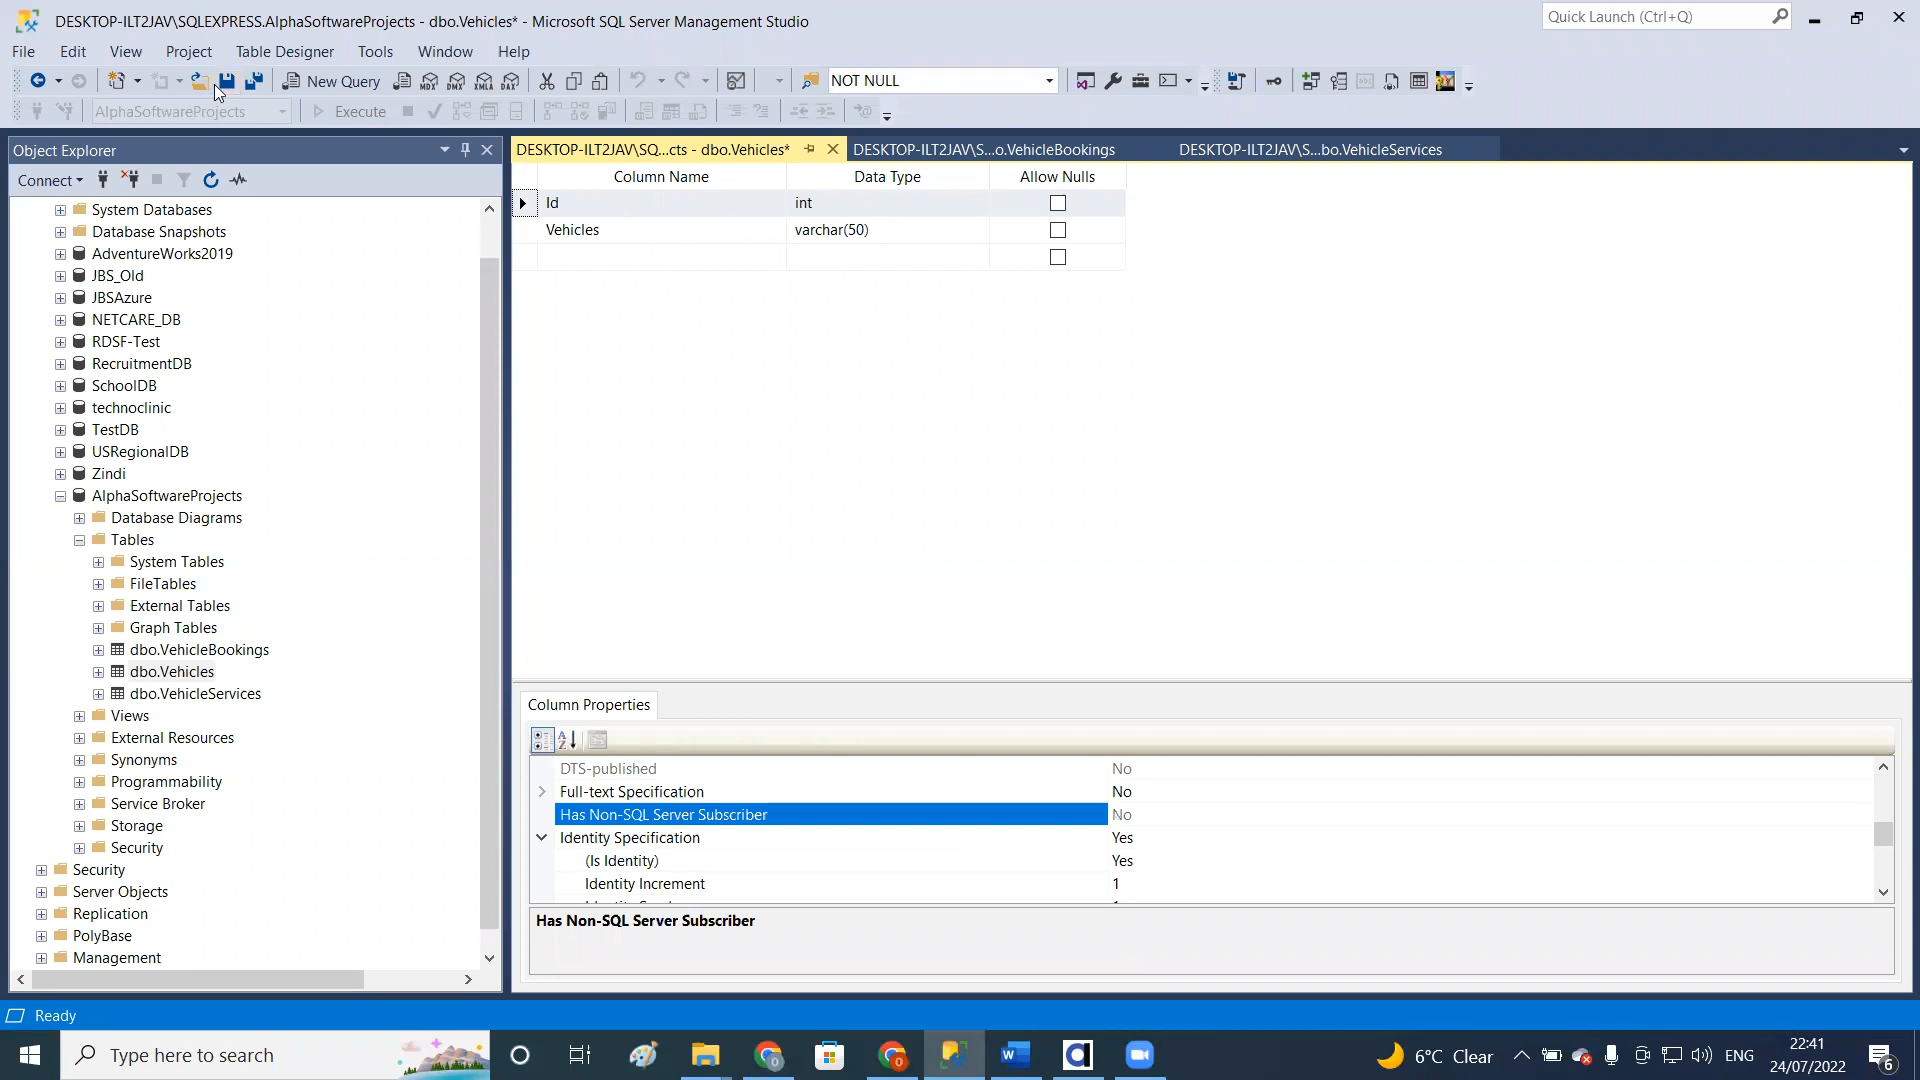 DESKTOP-ILT2JAV\SQLEXPRESS.AlphaSoftwareProjects - dbo.Vehicles* - Microsoft SQL Server Management Studio
Quick Launch (Ctrl+Q)
File Edit View Project Table Designer Tools Window Help
New Query MDX DMX XMLA DAX NOT NULL
AlphaSoftwareProjects Execute
Object Explorer
Connect
System Databases
Database Snapshots
AdventureWorks2019
JBS_Old
JBSAzure
NETCARE_DB
RDSF-Test
RecruitmentDB
SchoolDB
technoclinic
TestDB
USRegionalDB
Zindi
AlphaSoftwareProjects
Database Diagrams
Tables
System Tables
FileTables
External Tables
Graph Tables
dbo.VehicleBookings
dbo.Vehicles
dbo.VehicleServices
Views
External Resources
Synonyms
Programmability
Service Broker
Storage
Security
Security
Server Objects
Replication
PolyBase
Management
DESKTOP-ILT2JAV\SQ...cts - dbo.Vehicles* DESKTOP-ILT2JAV\S...o.VehicleBookings DESKTOP-ILT2JAV\S...bo.VehicleServices
Column Name Data Type Allow Nulls
Id int
Vehicles varchar(50)
Column Properties
DTS-published No
Full-text Specification No
Has Non-SQL Server Subscriber No
Identity Specification Yes
(Is Identity) Yes
Identity Increment 1
Has Non-SQL Server Subscriber
Ready
Type here to search
6°C Clear ENG 22:41
24/07/2022
6